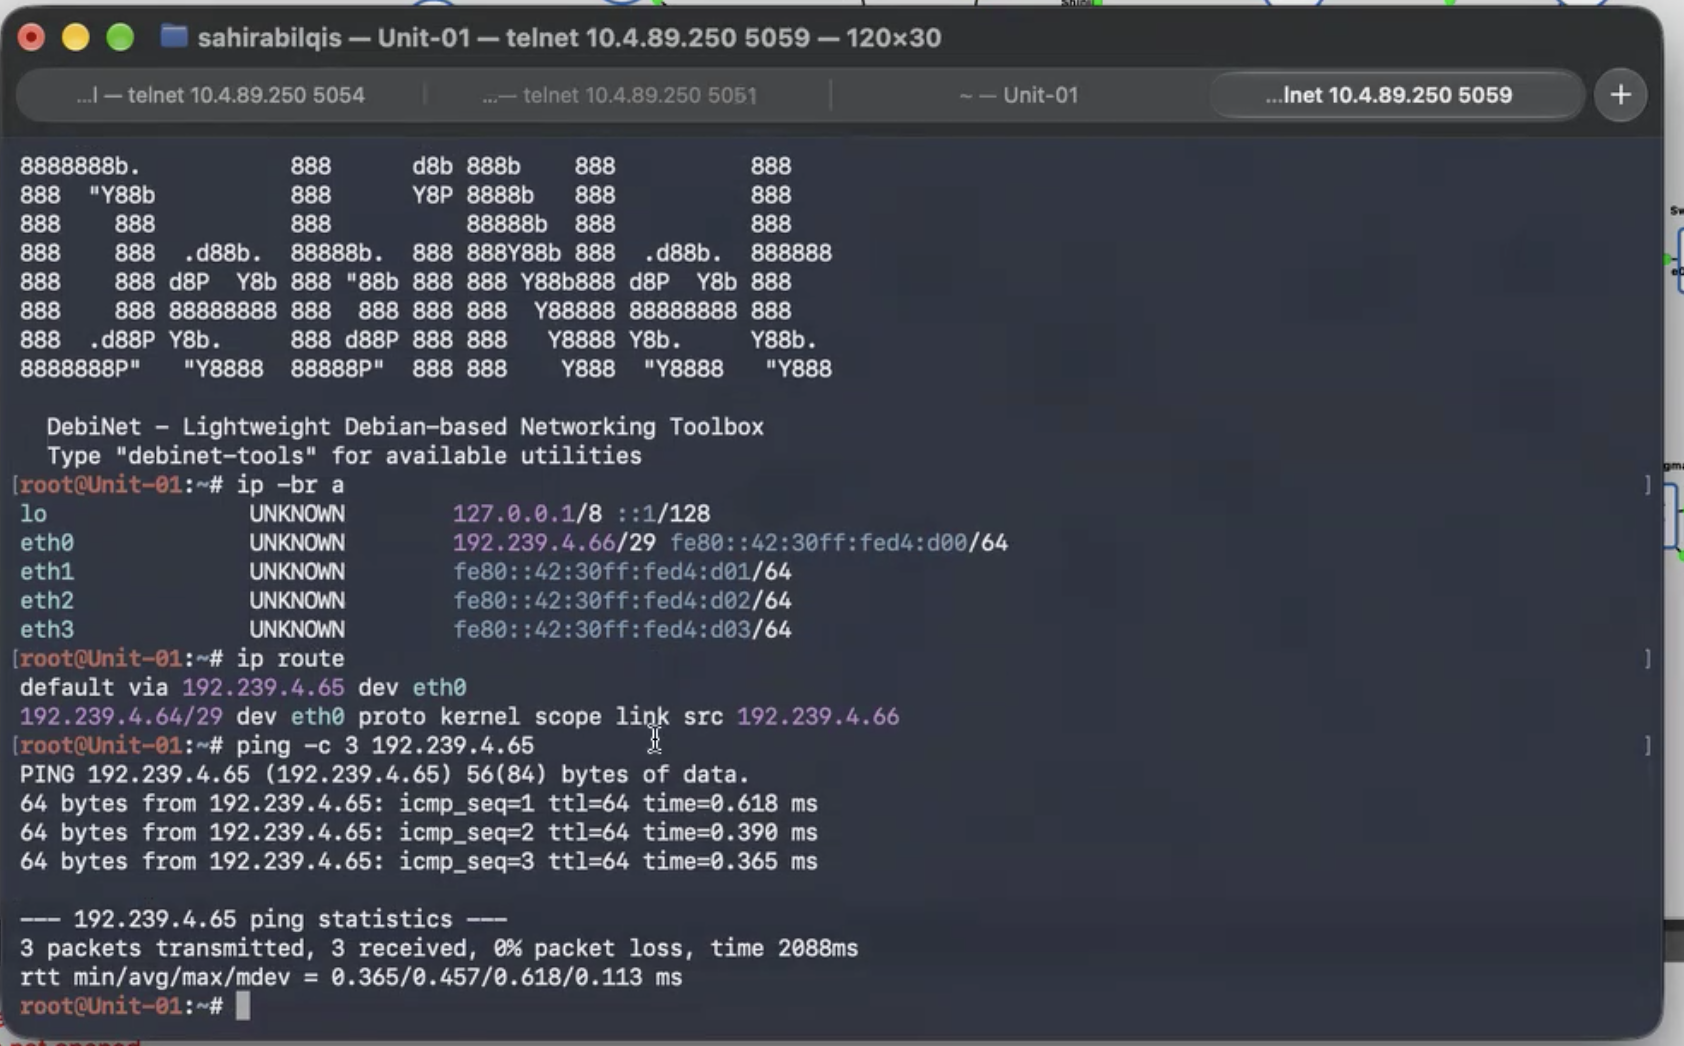 sahirabilqis — Unit-01 — telnet 10.4.89.250 5059 — 120×30
...l — telnet 10.4.89.250 5054
...— telnet 10.4.89.250 5051
~ — Unit-01
...lnet 10.4.89.250 5059
+
8888888b.           888      d8b 888b    888          888
888  "Y88b          888      Y8P 8888b   888          888
888    888          888          88888b  888          888
888    888  .d88b.  88888b.  888 888Y88b 888  .d88b.  888888
888    888 d8P  Y8b 888 "88b 888 888 Y88b888 d8P  Y8b 888
888    888 88888888 888  888 888 888  Y88888 88888888 888
888  .d88P Y8b.     888 d88P 888 888   Y8888 Y8b.     Y88b.
8888888P"   "Y8888  88888P"  888 888    Y888  "Y8888   "Y888
DebiNet – Lightweight Debian-based Networking Toolbox
Type "debinet-tools" for available utilities
[root@Unit-01:~# ip -br a ]
lo UNKNOWN 127.0.0.1/8 ::1/128
eth0 UNKNOWN 192.239.4.66/29 fe80::42:30ff:fed4:d00/64
eth1 UNKNOWN fe80::42:30ff:fed4:d01/64
eth2 UNKNOWN fe80::42:30ff:fed4:d02/64
eth3 UNKNOWN fe80::42:30ff:fed4:d03/64
[root@Unit-01:~# ip route ]
default via 192.239.4.65 dev eth0
192.239.4.64/29 dev eth0 proto kernel scope link src 192.239.4.66
[root@Unit-01:~# ping -c 3 192.239.4.65 ]
PING 192.239.4.65 (192.239.4.65) 56(84) bytes of data.
64 bytes from 192.239.4.65: icmp_seq=1 ttl=64 time=0.618 ms
64 bytes from 192.239.4.65: icmp_seq=2 ttl=64 time=0.390 ms
64 bytes from 192.239.4.65: icmp_seq=3 ttl=64 time=0.365 ms
--- 192.239.4.65 ping statistics ---
3 packets transmitted, 3 received, 0% packet loss, time 2088ms
rtt min/avg/max/mdev = 0.365/0.457/0.618/0.113 ms
root@Unit-01:~#